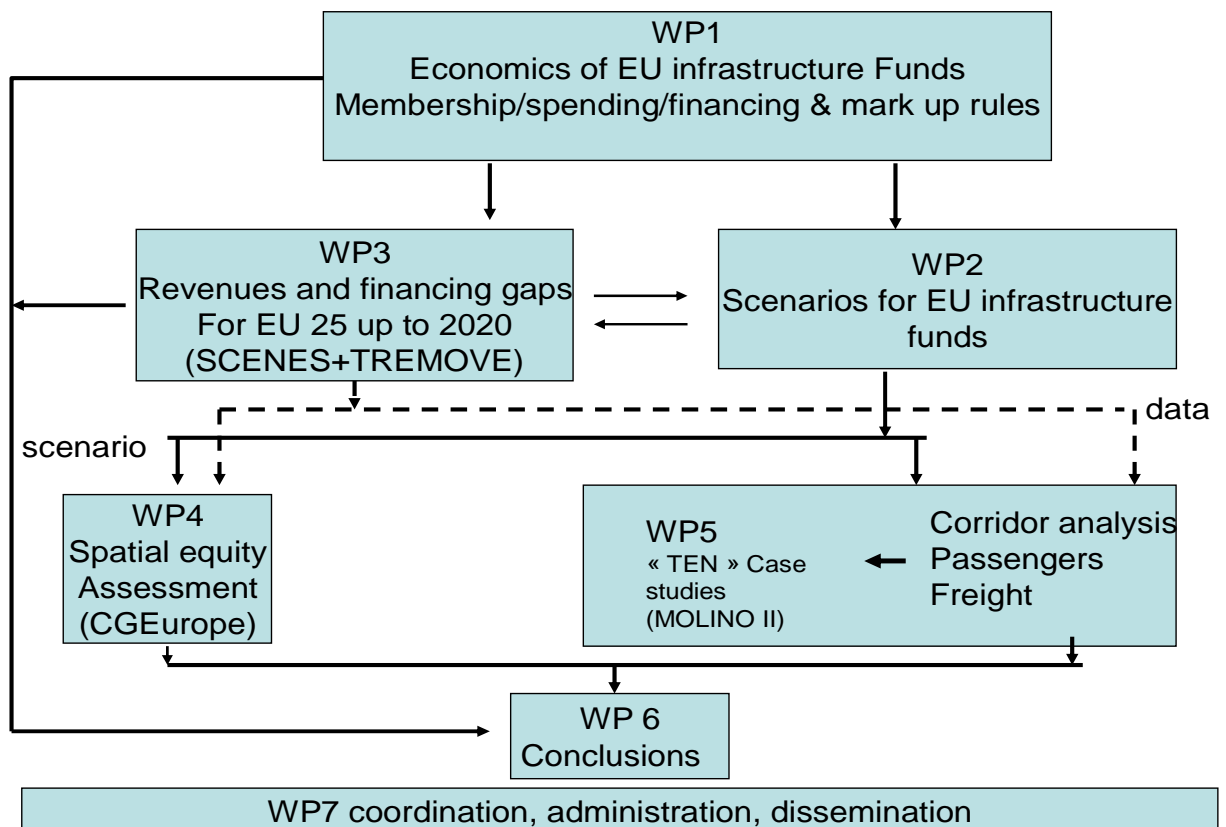 WP1
Economics of EU infrastructure Funds
Membership/spending/financing & mark up rules
WP3
Revenues and financing gaps
For EU 25 up to 2020
(SCENES+TREMOVE)
WP2
Scenarios for EU infrastructure
funds
data
scenario
WP4
Spatial equity
Assessment
(CGEurope)
WP5
« TEN » Case
studies
(MOLINO II)
Corridor analysis
Passengers
Freight
WP 6
Conclusions
WP7 coordination, administration, dissemination